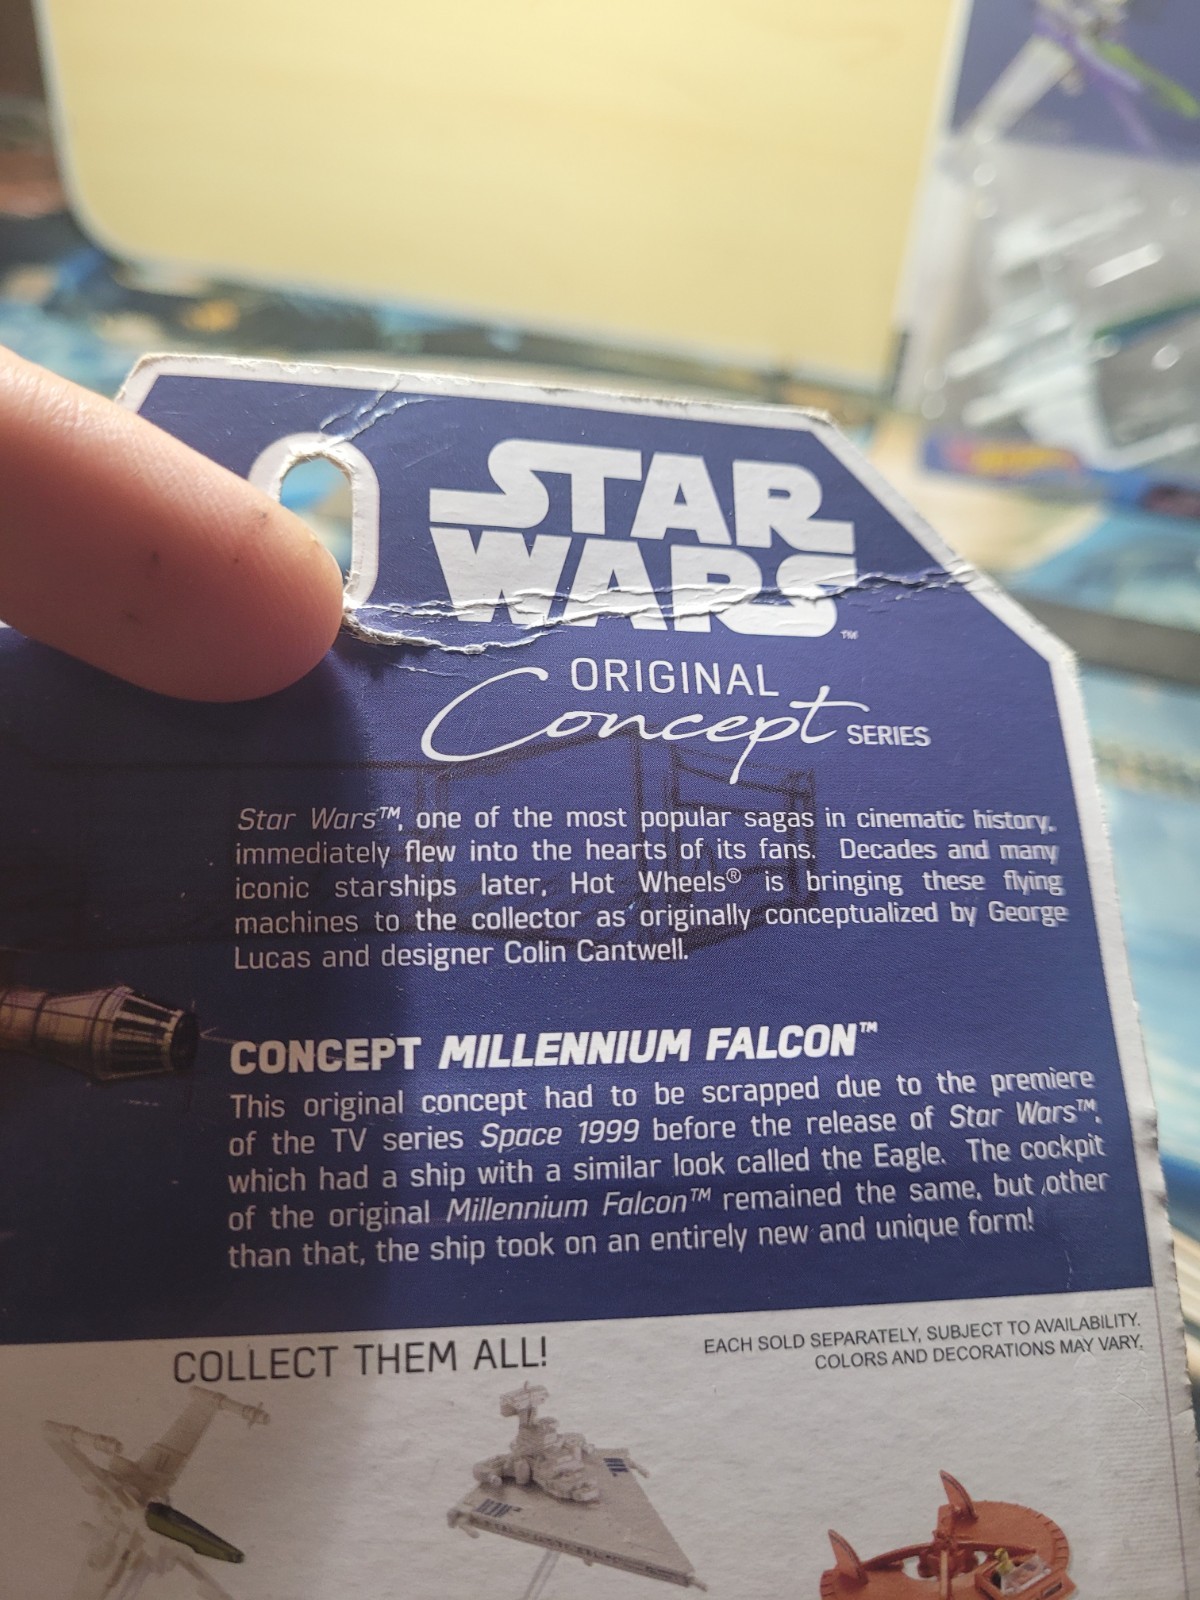 STAR
WARS™
ORIGINAL
Concept SERIES
Star Wars™, one of the most popular sagas in cinematic history,
immediately flew into the hearts of its fans. Decades and many
iconic starships later, Hot Wheels® is bringing these flying
machines to the collector as originally conceptualized by George
Lucas and designer Colin Cantwell.
CONCEPT MILLENNIUM FALCON™
This original concept had to be scrapped due to the premiere
of the TV series Space 1999 before the release of Star Wars™,
which had a ship with a similar look called the Eagle. The cockpit
of the original Millennium Falcon™ remained the same, but other
than that, the ship took on an entirely new and unique form!
COLLECT THEM ALL!
EACH SOLD SEPARATELY, SUBJECT TO AVAILABILITY.
COLORS AND DECORATIONS MAY VARY.